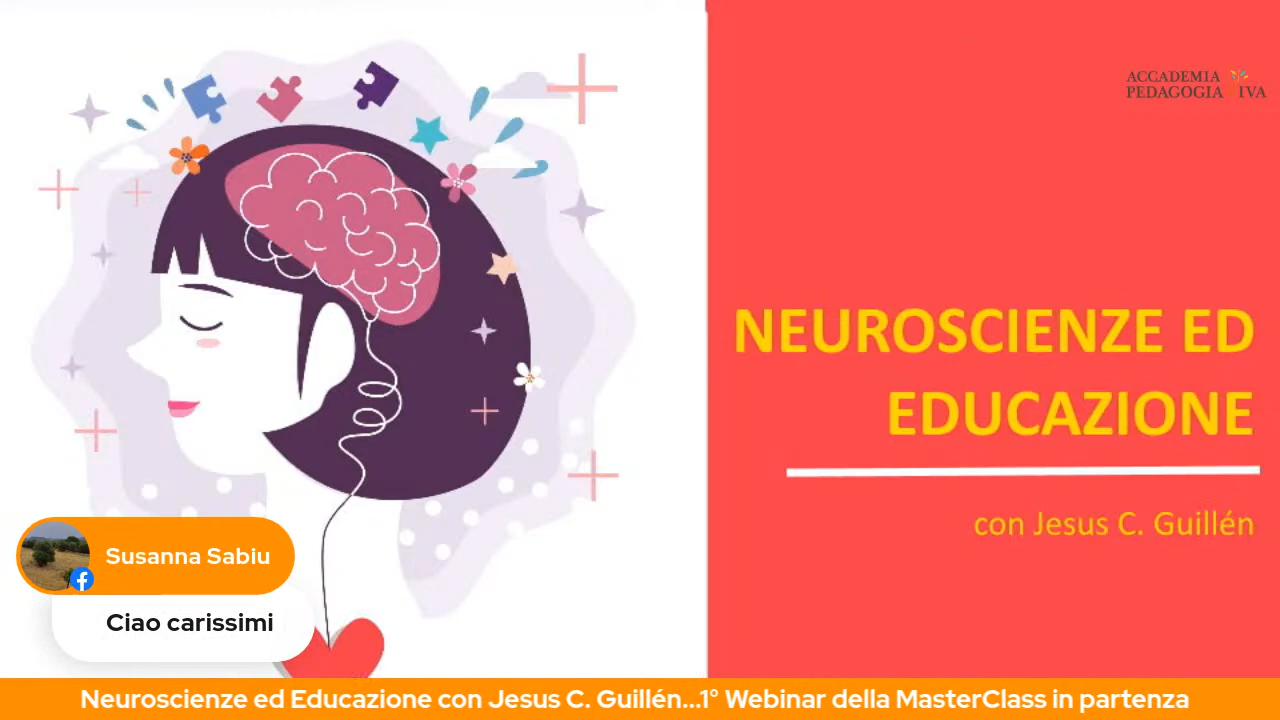 ACCADEMIA
PEDAGOGIA VIVA
NEUROSCIENZE ED
EDUCAZIONE
con Jesus C. Guillén
Susanna Sabiu
Ciao carissimi
Neuroscienze ed Educazione con Jesus C. Guillén...1° Webinar della MasterClass in partenza